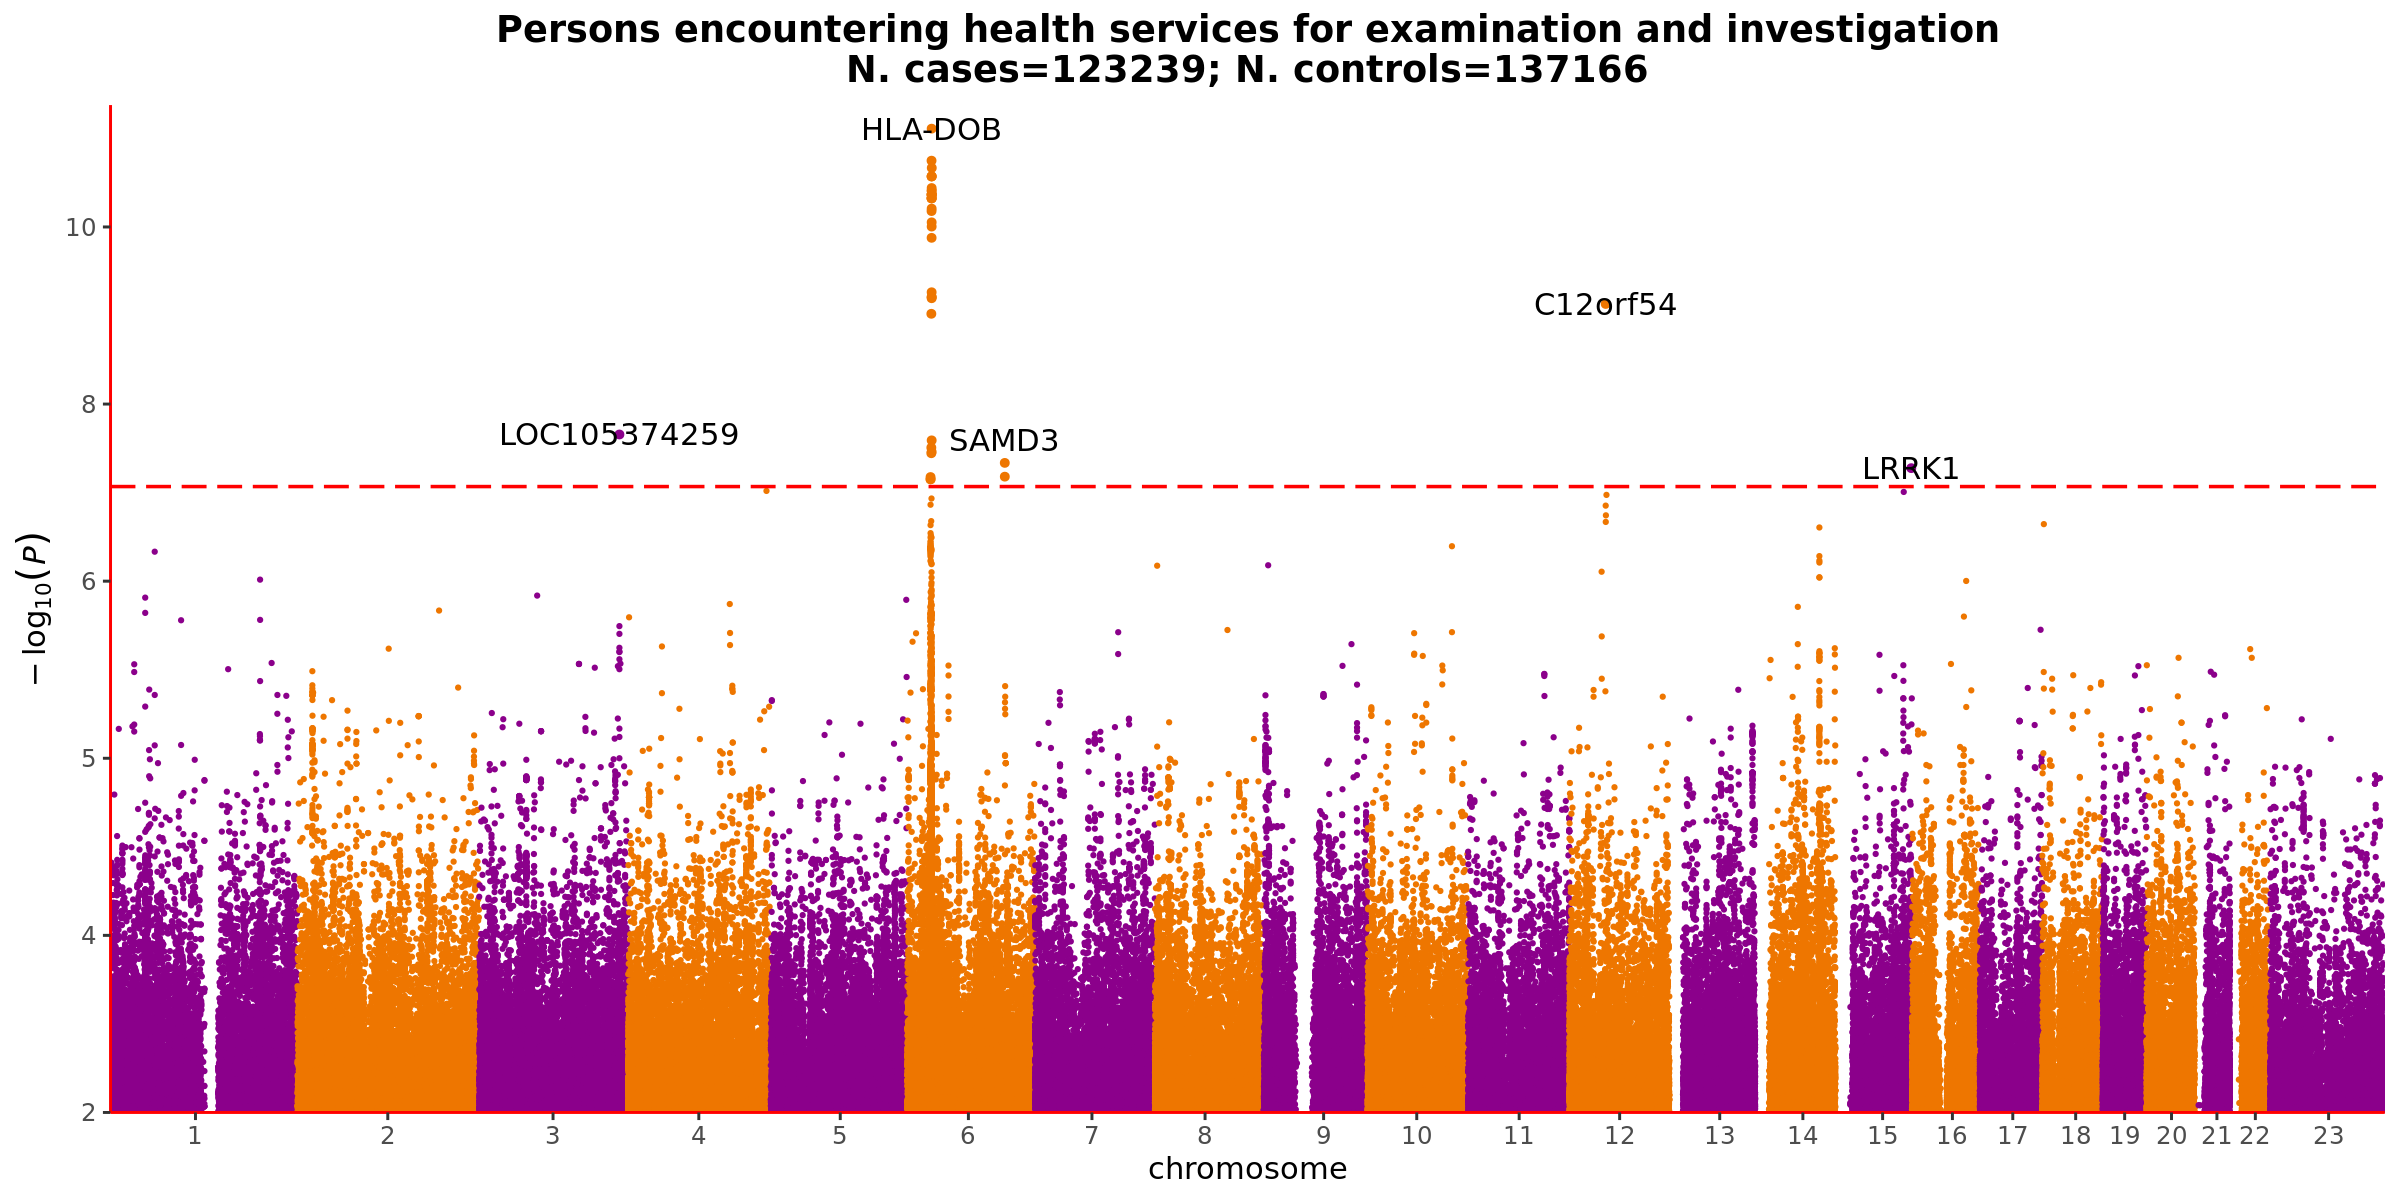 Persons encountering health services for examination and investigation
N. cases=123239; N. controls=137166
HLA-DOB
10
C12orf54
8
LOC105374259
SAMD3
LRRK1
6
5
4
2
−log10(P)
1 2 3 4 5 6 7 8 9 10 11 12 13 14 15 16 17 18 19 20 21 22 23
chromosome